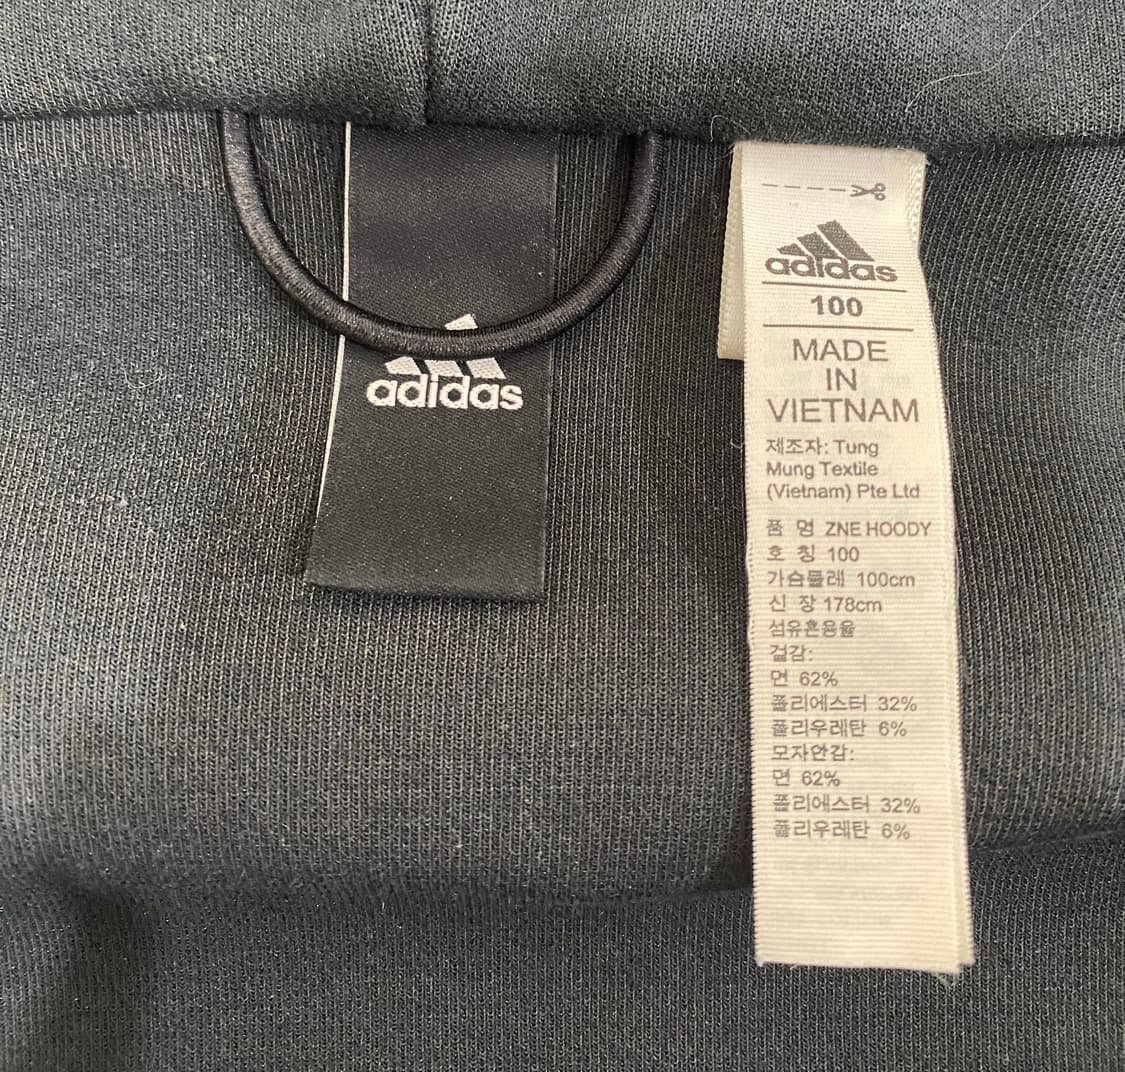 adidas
adidas
100
MADE
IN
VIETNAM
제조자: Tung
Mung Textile
(Vietnam) Pte Ltd
품 명 ZNE HOODY
호 칭 100
가슴둘레 100cm
신 장 178cm
섬유혼용율
겉감:
면 62%
폴리에스터 32%
폴리우레탄 6%
모자안감:
면 62%
폴리에스터 32%
폴리우레탄 6%